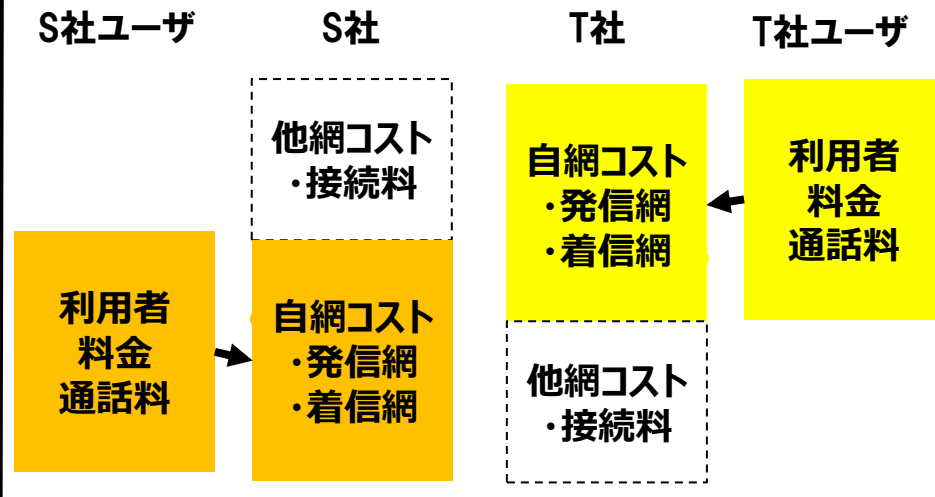 S社ユーザ
S社
T社
T社ユーザ
他網コスト
・接続料
自網コスト
・発信網
・着信網
利用者
料金
通話料
利用者
料金
通話料
自網コスト
・発信網
・着信網
他網コスト
・接続料